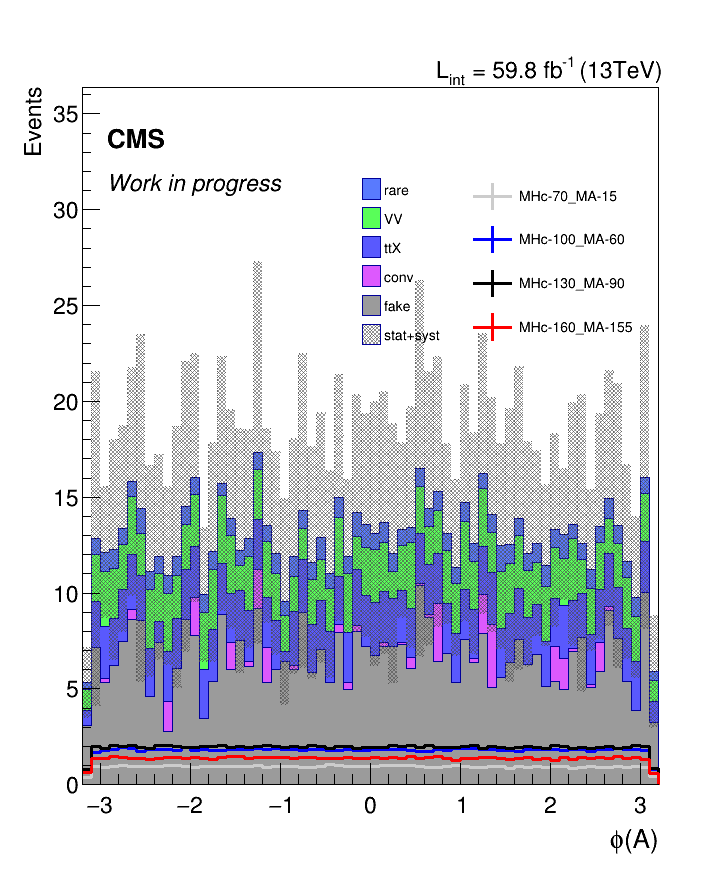 L_int = 59.8 fb^-1 (13TeV)
Events
35
30
25
20
15
10
5
0
CMS
Work in progress
rare
VV
ttX
conv
fake
stat+syst
MHc-70_MA-15
MHc-100_MA-60
MHc-130_MA-90
MHc-160_MA-155
−3 −2 −1 0 1 2 3
ϕ(A)